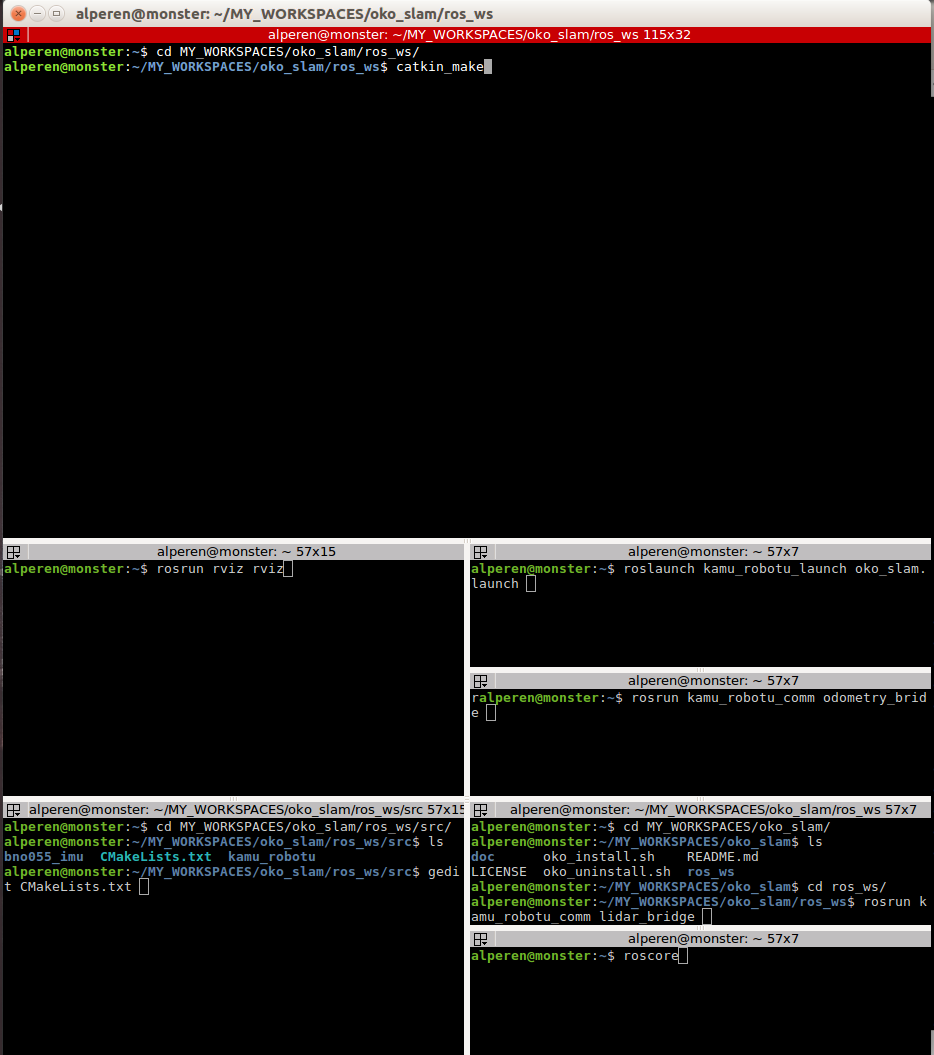 alperen@monster: ~/MY_WORKSPACES/oko_slam/ros_ws
alperen@monster: ~/MY_WORKSPACES/oko_slam/ros_ws 115x32
alperen@monster:~$ cd MY_WORKSPACES/oko_slam/ros_ws/
alperen@monster:~/MY_WORKSPACES/oko_slam/ros_ws$ catkin_make
alperen@monster: ~ 57x15
alperen@monster:~$ rosrun rviz rviz
alperen@monster: ~ 57x7
alperen@monster:~$ roslaunch kamu_robotu_launch oko_slam.
launch
alperen@monster: ~ 57x7
ralperen@monster:~$ rosrun kamu_robotu_comm odometry_brid
e
alperen@monster: ~/MY_WORKSPACES/oko_slam/ros_ws/src 57x15
alperen@monster:~$ cd MY_WORKSPACES/oko_slam/ros_ws/src/
alperen@monster:~/MY_WORKSPACES/oko_slam/ros_ws/src$ ls
bno055_imu  CMakeLists.txt  kamu_robotu
alperen@monster:~/MY_WORKSPACES/oko_slam/ros_ws/src$ gedi
t CMakeLists.txt
alperen@monster: ~/MY_WORKSPACES/oko_slam/ros_ws 57x7
alperen@monster:~$ cd MY_WORKSPACES/oko_slam/
alperen@monster:~/MY_WORKSPACES/oko_slam$ ls
doc      oko_install.sh    README.md
LICENSE  oko_uninstall.sh  ros_ws
alperen@monster:~/MY_WORKSPACES/oko_slam$ cd ros_ws/
alperen@monster:~/MY_WORKSPACES/oko_slam/ros_ws$ rosrun k
amu_robotu_comm lidar_bridge
alperen@monster: ~ 57x7
alperen@monster:~$ roscore